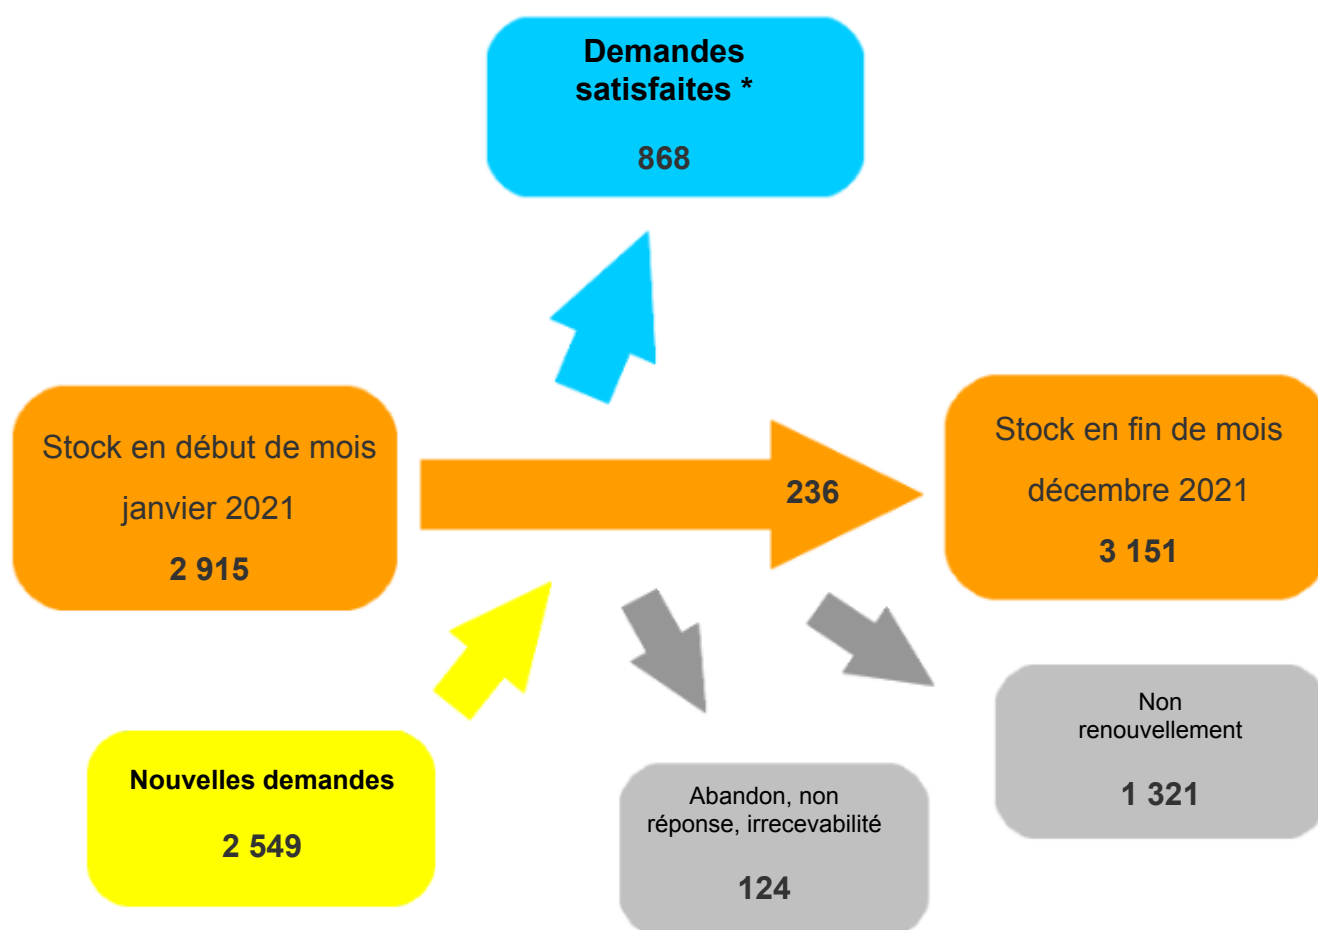 Demandes
satisfaites *
868
Stock en début de mois
janvier 2021
2 915
236
Stock en fin de mois
décembre 2021
3 151
Nouvelles demandes
2 549
Abandon, non
réponse, irrecevabilité
124
Non
renouvellement
1 321